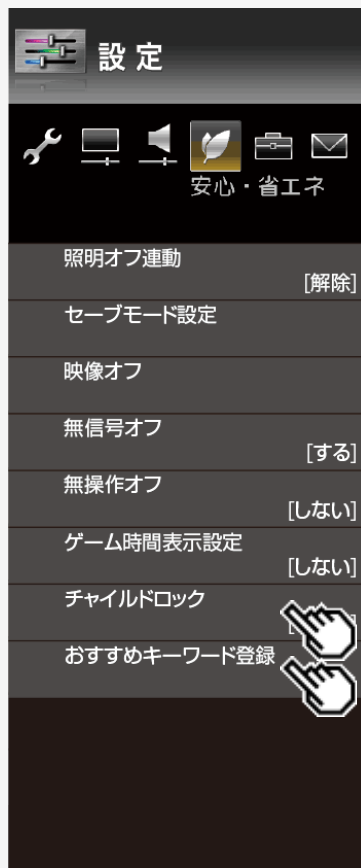 設定
安心・省エネ
照明オフ連動
[解除]
セーブモード設定
映像オフ
無信号オフ
[する]
無操作オフ
[しない]
ゲーム時間表示設定
[しない]
チャイルドロック
おすすめキーワード登録